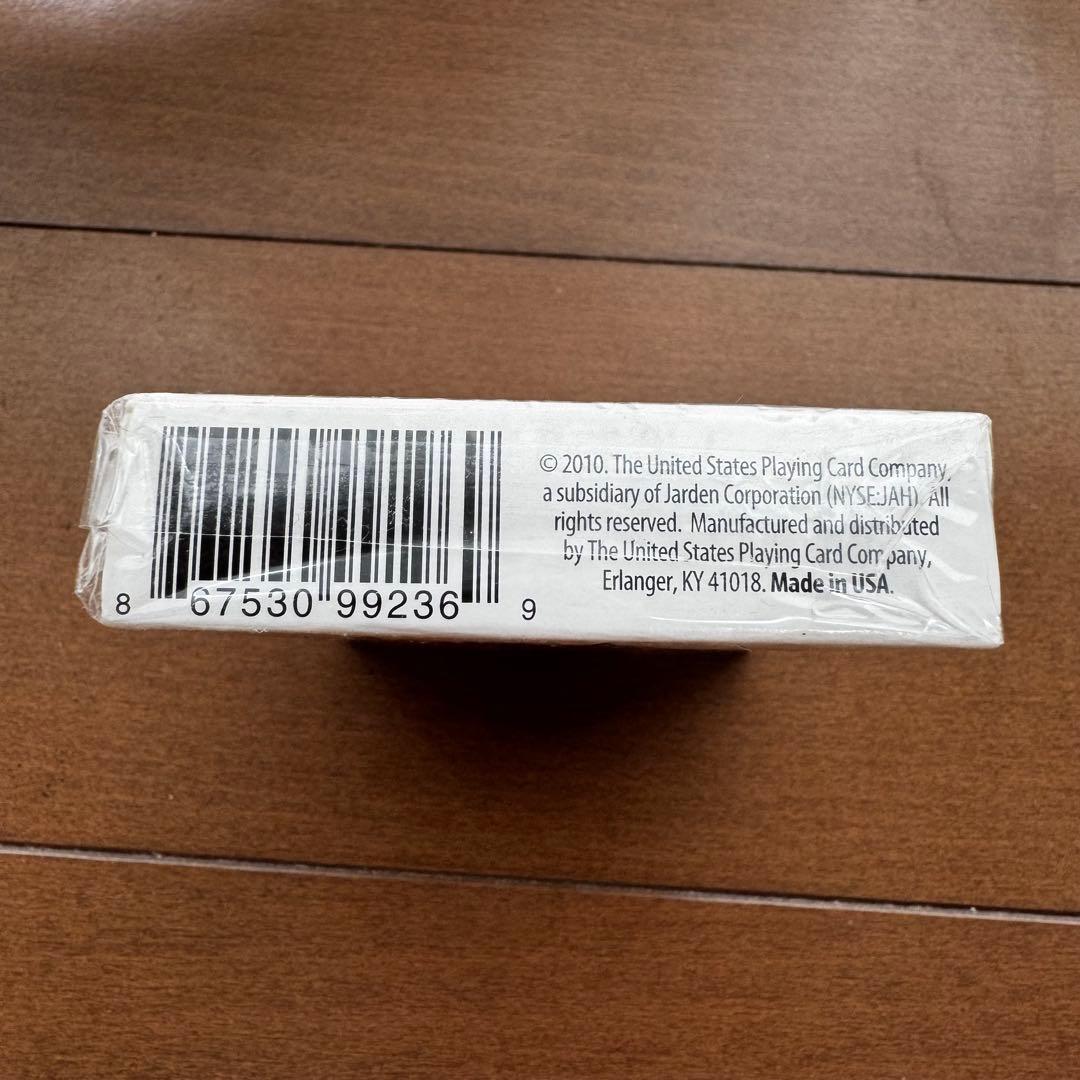 8 67530 99236 9
© 2010. The United States Playing Card Company,
a subsidiary of Jarden Corporation (NYSE:JAH) All
rights reserved. Manufactured and distributed
by The United States Playing Card Company,
Erlanger, KY 41018. Made in USA.